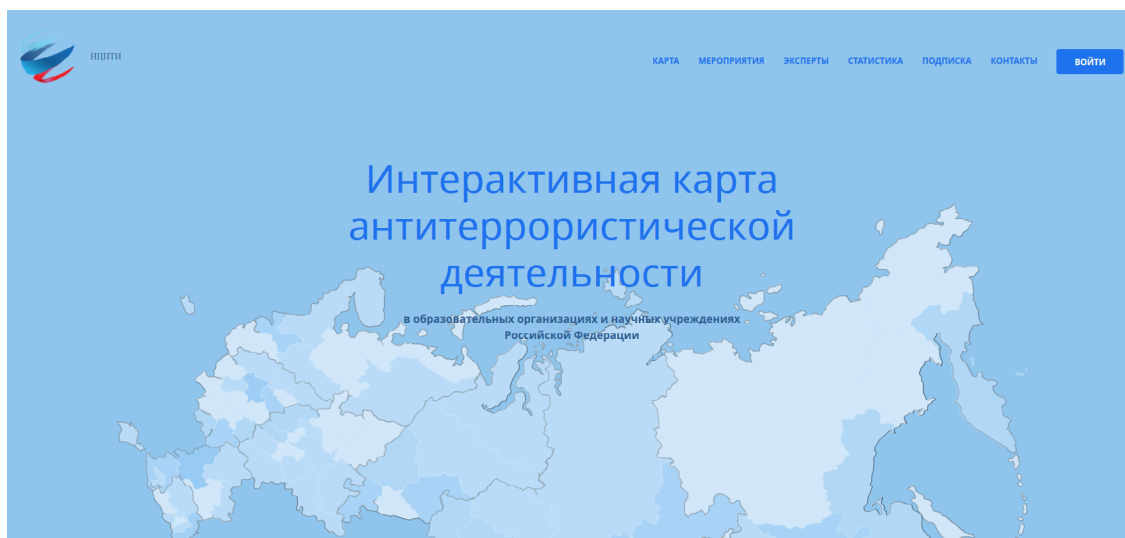 НЦПТИ
КАРТА МЕРОПРИЯТИЯ ЭКСПЕРТЫ СТАТИСТИКА ПОДПИСКА КОНТАКТЫ ВОЙТИ
Интерактивная карта
антитеррористической
деятельности
в образовательных организациях и научных учреждениях
Российской Федерации